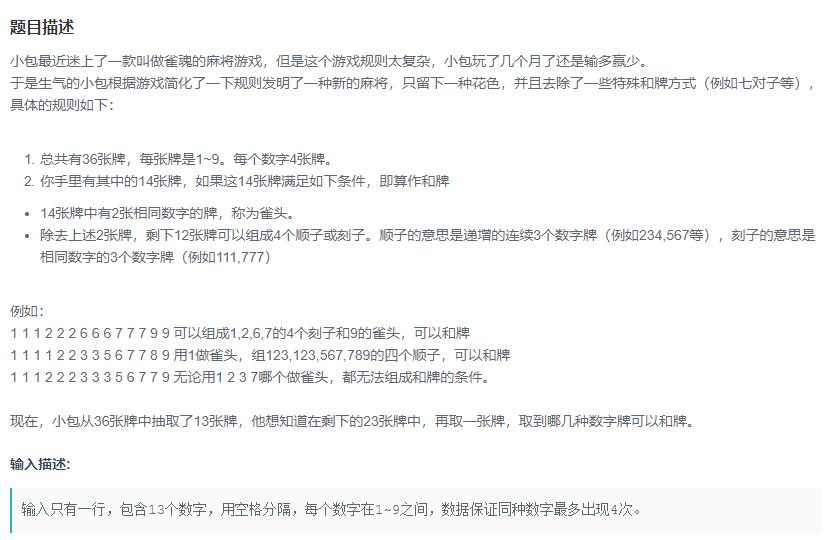 题目描述
小包最近迷上了一款叫做雀魂的麻将游戏，但是这个游戏规则太复杂，小包玩了几个月了还是输多赢少。
于是生气的小包根据游戏简化了一下规则发明了一种新的麻将，只留下一种花色，并且去除了一些特殊和牌方式（例如七对子等），
具体的规则如下：
1. 总共有36张牌，每张牌是1~9。每个数字4张牌。
2. 你手里有其中的14张牌，如果这14张牌满足如下条件，即算作和牌
• 14张牌中有2张相同数字的牌，称为雀头。
• 除去上述2张牌，剩下12张牌可以组成4个顺子或刻子。顺子的意思是递增的连续3个数字牌（例如234,567等），刻子的意思是
相同数字的3个数字牌（例如111,777）
例如：
1 1 1 2 2 2 6 6 6 7 7 7 9 9 可以组成1,2,6,7的4个刻子和9的雀头，可以和牌
1 1 1 1 2 2 3 3 5 6 7 7 8 9 用1做雀头，组123,123,567,789的四个顺子，可以和牌
1 1 1 2 2 2 3 3 3 5 6 7 7 9 无论用1 2 3 7哪个做雀头，都无法组成和牌的条件。
现在，小包从36张牌中抽取了13张牌，他想知道在剩下的23张牌中，再取一张牌，取到哪几种数字牌可以和牌。
输入描述:
输入只有一行，包含13个数字，用空格分隔，每个数字在1~9之间，数据保证同种数字最多出现4次。